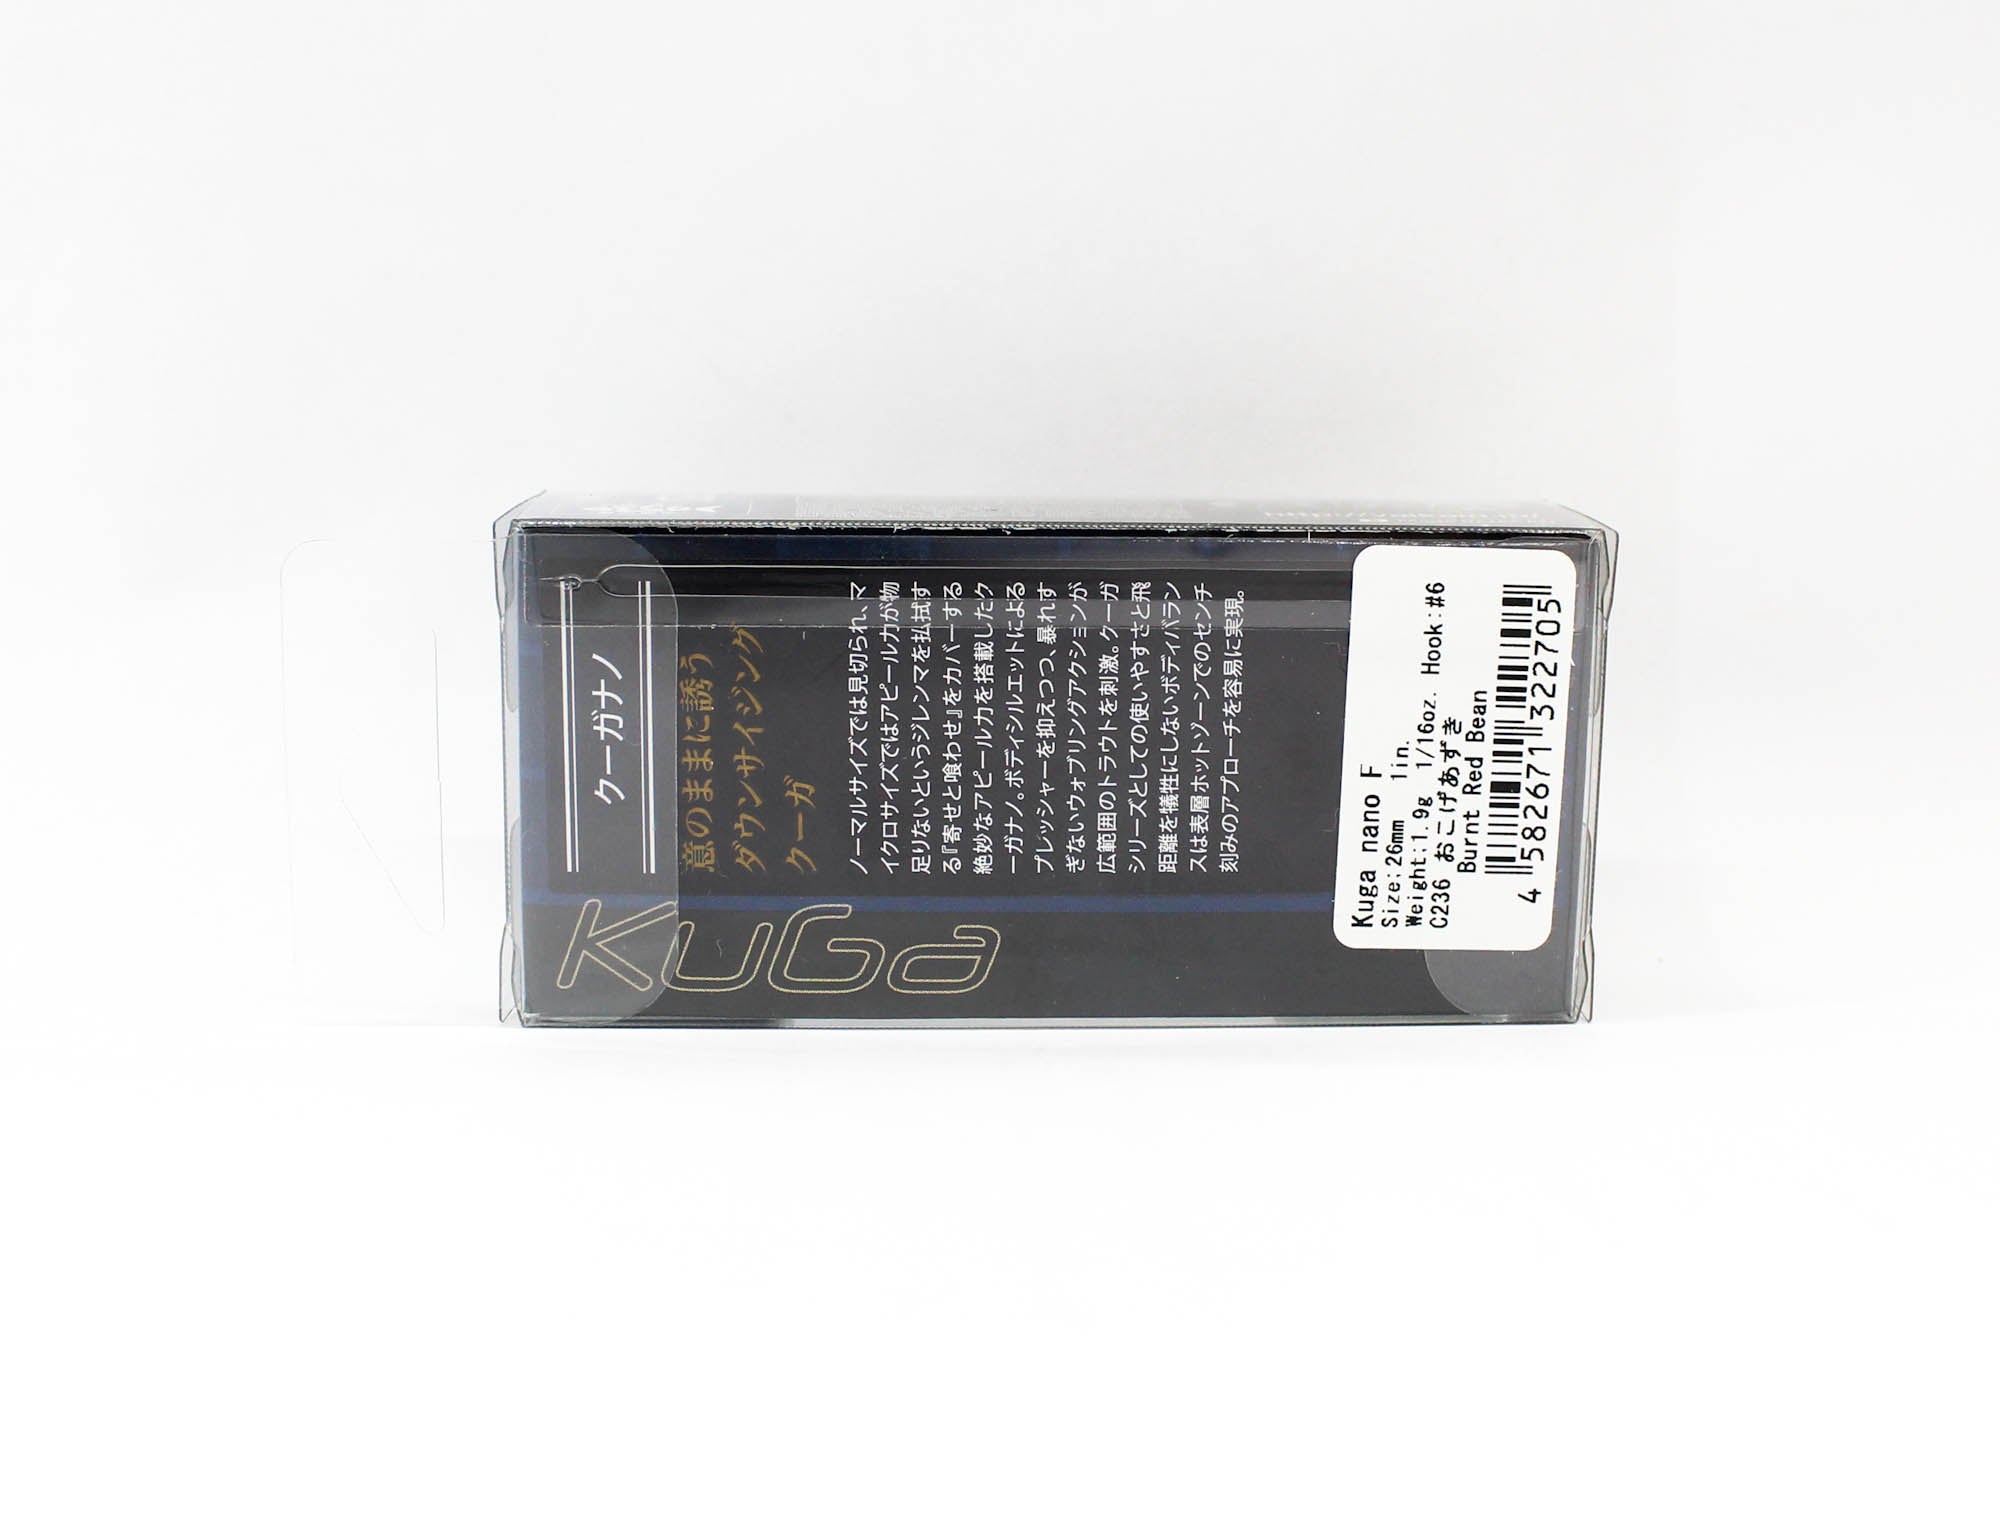 クーガナノ
意のままに誘う
ダウンサイジング
クーガ
ノーマルサイズでは見切られ、マ
イクロサイズではアピール力が物
足りないというジレンマを払拭す
る『寄せと喰わせ』をカバーする
絶妙なアピール力を搭載したク
ーガナノ。ボディシルエットによる
プレッシャーを抑えつつ、暴れす
ぎないウォブリングアクションが
広範囲のトラウトを刺激。クーガ
シリーズとしての使いやすさと飛
距離を犠牲にしないボディバラン
スは表層ホットゾーンでのセンチ
刻みのアプローチを容易に実現。
KuGa
Kuga nano F
Size:26mm 1in.
Weight:1.9g 1/16oz. Hook:#6
C236 おこげあずき
Burnt Red Bean
4 582671 322705